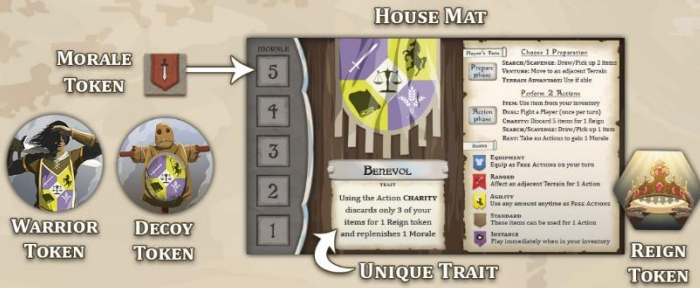 HOUSE MAT
MORALE
TOKEN
MORALE
5
4
3
2
1
BENEVOL
TRAIT
Using the Action CHARITY
discards only 3 of your
items for 1 Reign token
and replenishes 1 Morale
Player's Turn
Choose 1 Preparation
Prepare
phase
SEARCH/SCAVENGE: Draw/Pick up 2 items
VENTURE: Move to an adjacent Terrain
TERRAIN ADVANTAGE: Use if able
Perform 2 Actions
Action
phase
ITEM: Use item from your inventory
DUEL: Fight a Player (once per turn)
CHARITY: Discard 5 items for 1 Reign
SEARCH/SCAVENGE: Draw/Pick up 1 item
REST: Take no Actions to gain 1 Morale
EQUIPMENT
Equip as FREE ACTIONS on your turn
RANGED
Affect an adjacent Terrain for 1 Action
AGILITY
Use any amount anytime as FREE ACTIONS
STANDARD
These items can be used for 1 Action
INSTANCE
Play immediately when in your inventory
WARRIOR
TOKEN
DECOY
TOKEN
UNIQUE TRAIT
REIGN
TOKEN